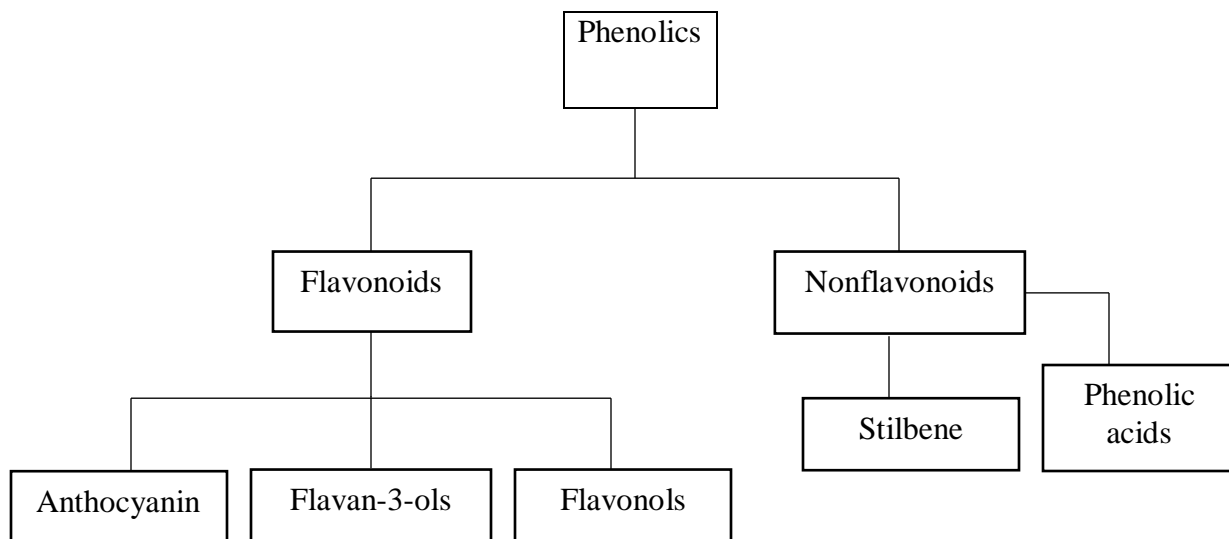 Phenolics
Flavonoids
Nonflavonoids
Stilbene
Phenolic
acids
Anthocyanin
Flavan-3-ols
Flavonols